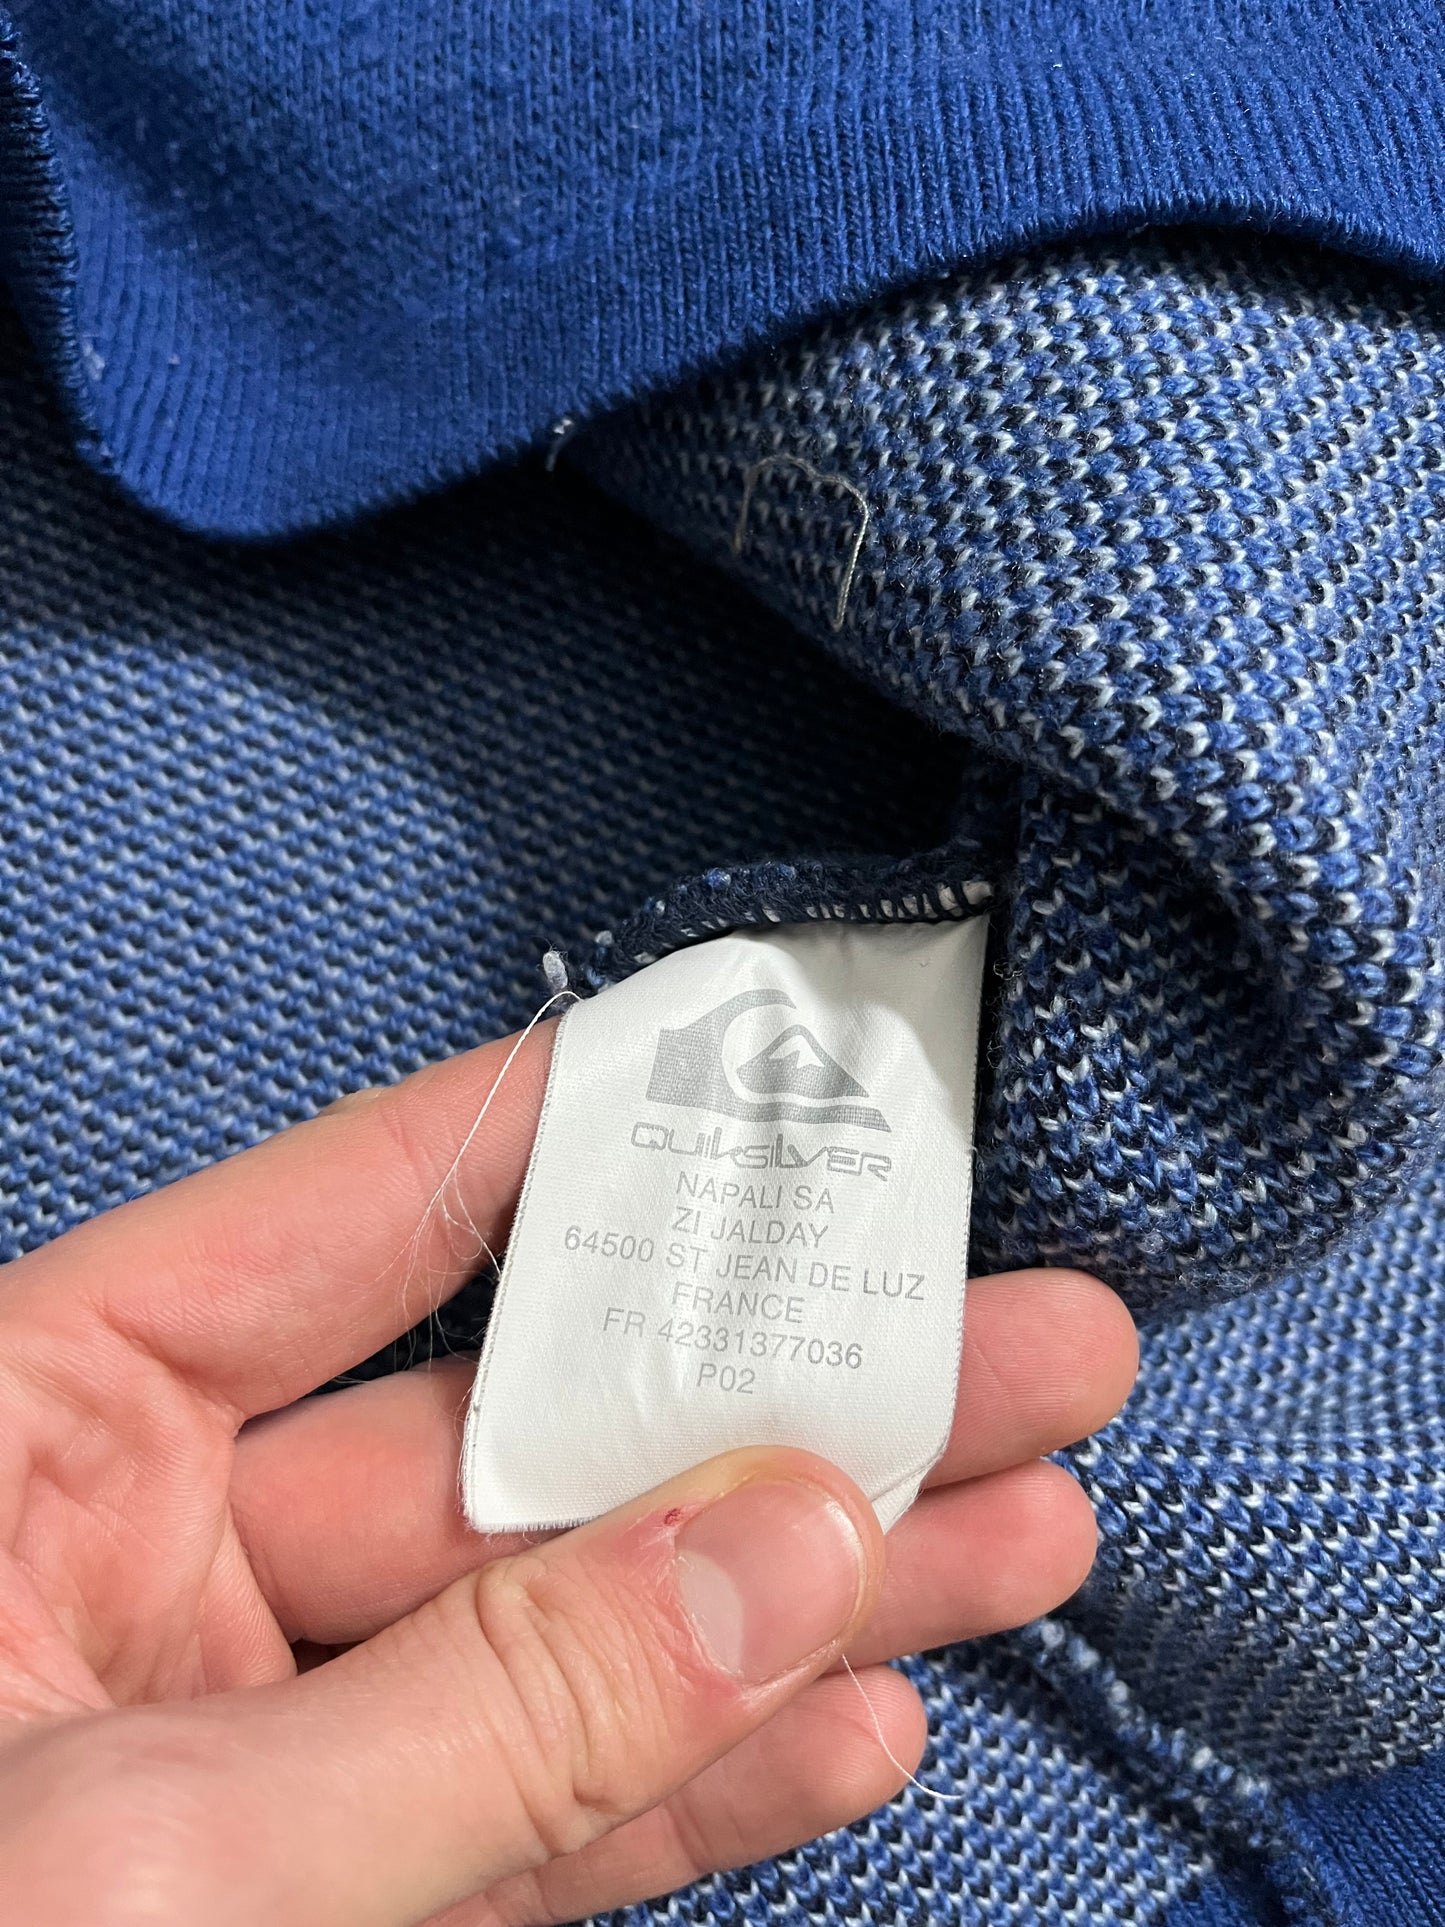 QUIKSILVER
NAPALI SA
ZI JALDAY
64500 ST JEAN DE LUZ
FRANCE
FR 42331377036
P02